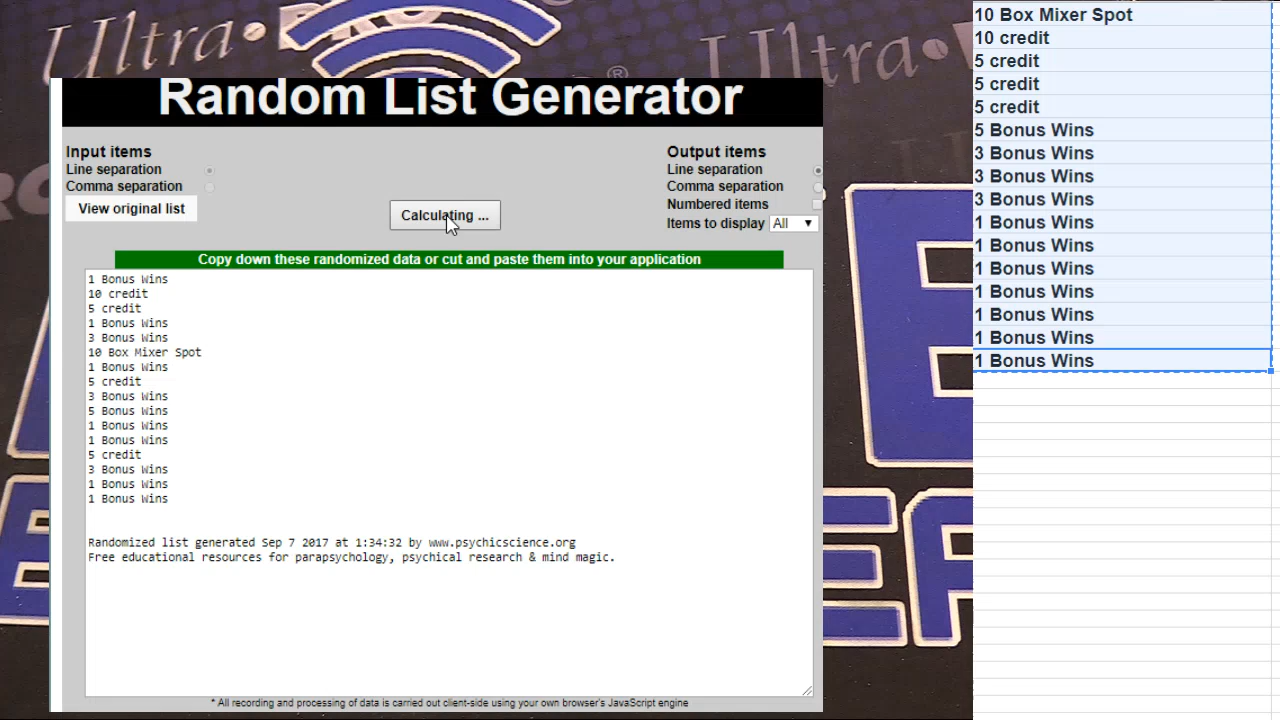 Ultra•PRO
Ultra•
®
Random List Generator
Input items
Line separation
Comma separation
View original list
Calculating ...
Output items
Line separation
Comma separation
Numbered items
Items to display All ▼
Copy down these randomized data or cut and paste them into your application
1 Bonus Wins
10 credit
5 credit
1 Bonus Wins
3 Bonus Wins
10 Box Mixer Spot
1 Bonus Wins
5 credit
3 Bonus Wins
5 Bonus Wins
1 Bonus Wins
1 Bonus Wins
5 credit
3 Bonus Wins
1 Bonus Wins
1 Bonus Wins
Randomized list generated Sep 7 2017 at 1:34:32 by www.psychicscience.org
Free educational resources for parapsychology, psychical research & mind magic.
* All recording and processing of data is carried out client-side using your own browser's JavaScript engine
10 Box Mixer Spot
10 credit
5 credit
5 credit
5 credit
5 Bonus Wins
3 Bonus Wins
3 Bonus Wins
3 Bonus Wins
1 Bonus Wins
1 Bonus Wins
1 Bonus Wins
1 Bonus Wins
1 Bonus Wins
1 Bonus Wins
1 Bonus Wins